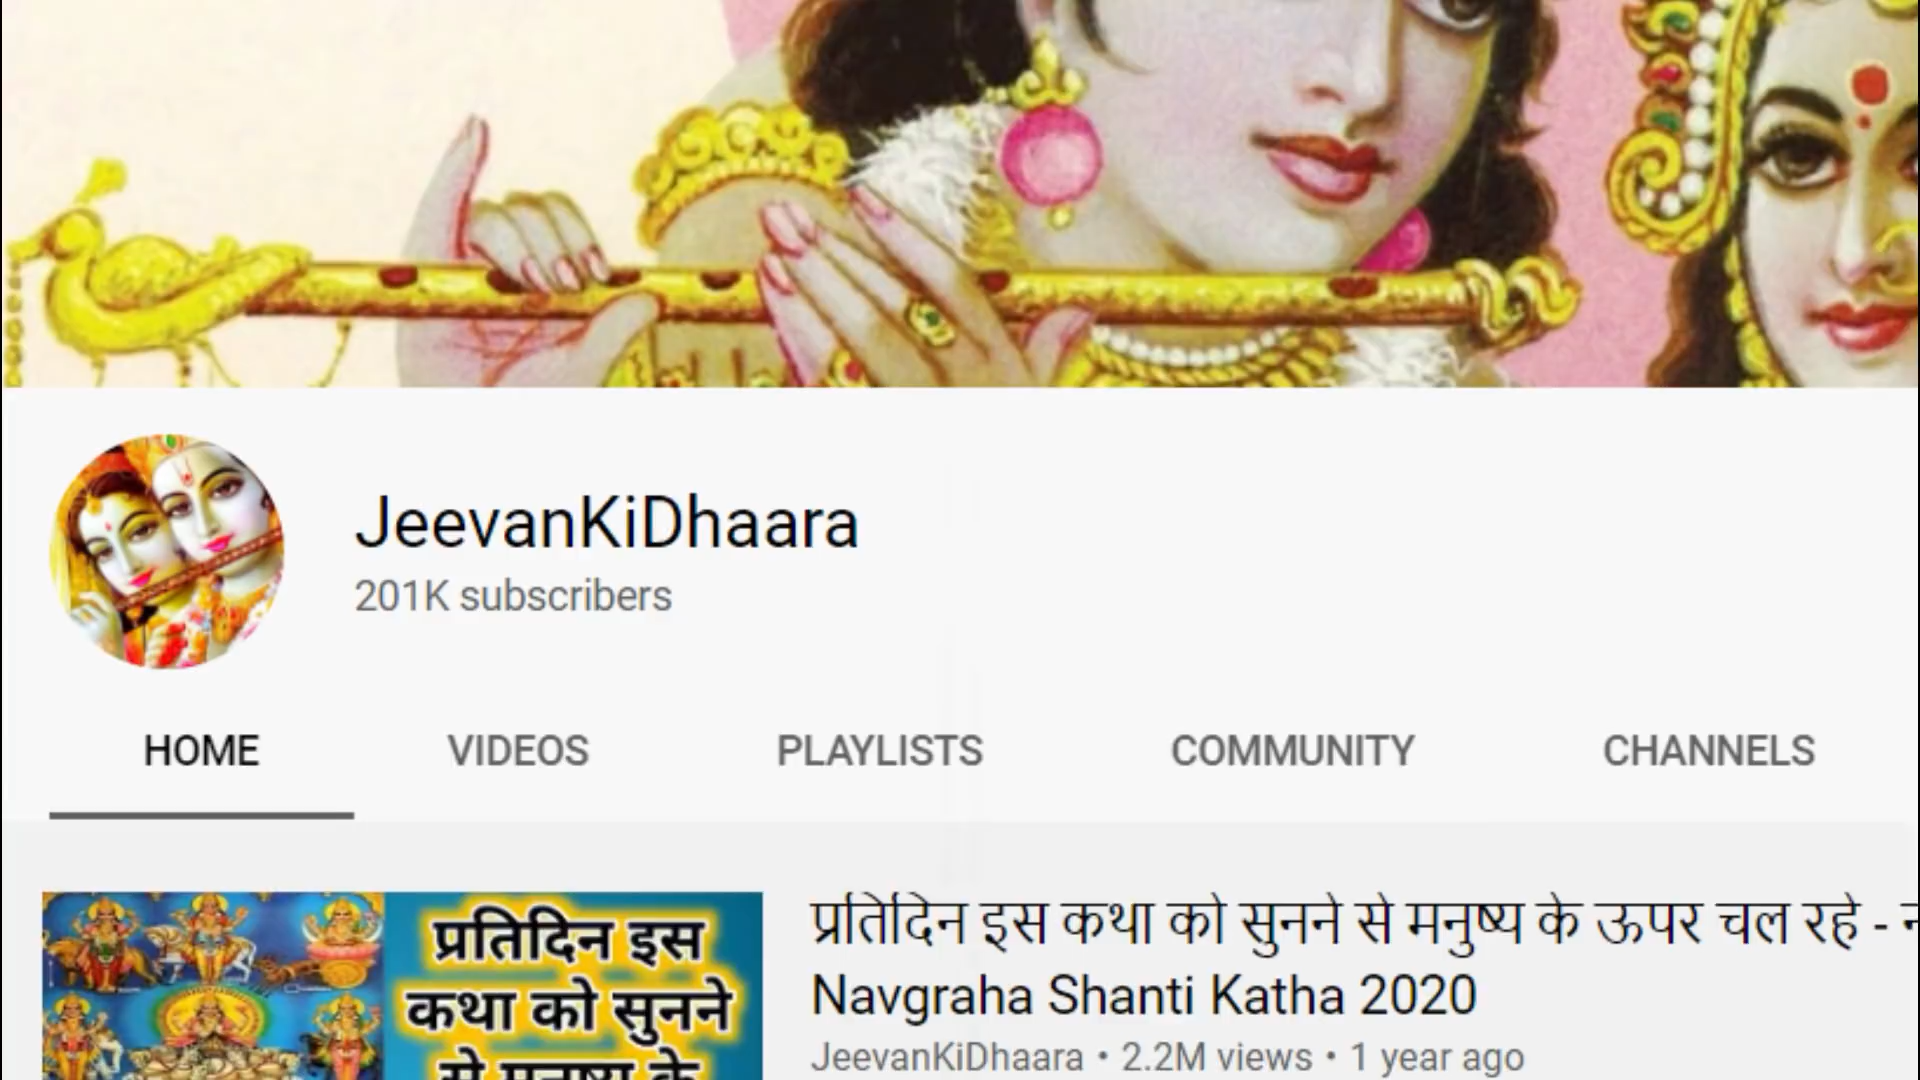 JeevanKiDhaara
201K subscribers
HOME VIDEOS PLAYLISTS COMMUNITY CHANNELS
प्रतिदिन इस
कथा को सुनने
से मनुष्य के
प्रतिदिन इस कथा को सुनने से मनुष्य के ऊपर चल रहे -
Navgraha Shanti Katha 2020
JeevanKiDhaara • 2.2M views • 1 year ago